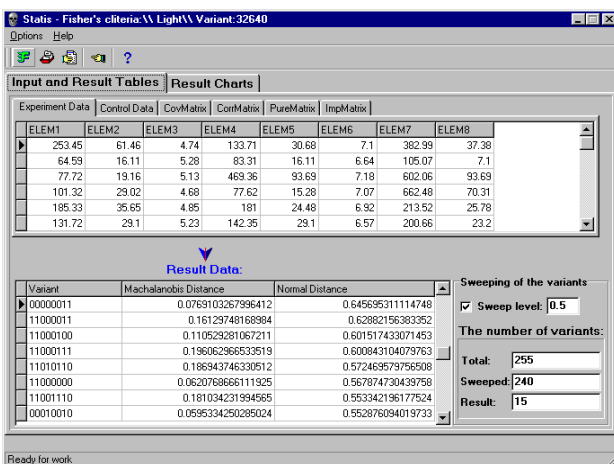 Statis - Fisher's cliteria:\\ Light\\ Variant:32640
Options Help
?
Input and Result Tables Result Charts
Experiment Data Control Data CovMatrix CorrMatrix PureMatrix ImpMatrix
ELEM1 ELEM2 ELEM3 ELEM4 ELEM5 ELEM6 ELEM7 ELEM8
253.45 61.46 4.74 133.71 30.68 7.1 382.99 37.38
64.59 16.11 5.28 83.31 16.11 6.64 105.07 7.1
77.72 19.16 5.13 469.36 93.69 7.18 602.06 93.69
101.32 29.02 4.68 77.62 15.28 7.07 662.48 70.31
185.33 35.65 4.85 181 24.48 6.92 213.52 25.78
131.72 29.1 5.23 142.35 29.1 6.57 200.66 23.2
Result Data:
Variant Machalanobis Distance Normal Distance
00000011 0.0769103267996412 0.645695311114748
11000011 0.16129748168984 0.62882156383352
11000100 0.110529281067211 0.601517433071453
11000111 0.196062966533519 0.600843104079763
11010110 0.186943746330512 0.572469579756508
11000000 0.0620768666111925 0.567874730439758
11001110 0.181034231994565 0.553342196177524
00010010 0.0595334250285024 0.552876094019733
Sweeping of the variants
Sweep level: 0.5
The number of variants:
Total: 255
Sweeped: 240
Result: 15
Ready for work